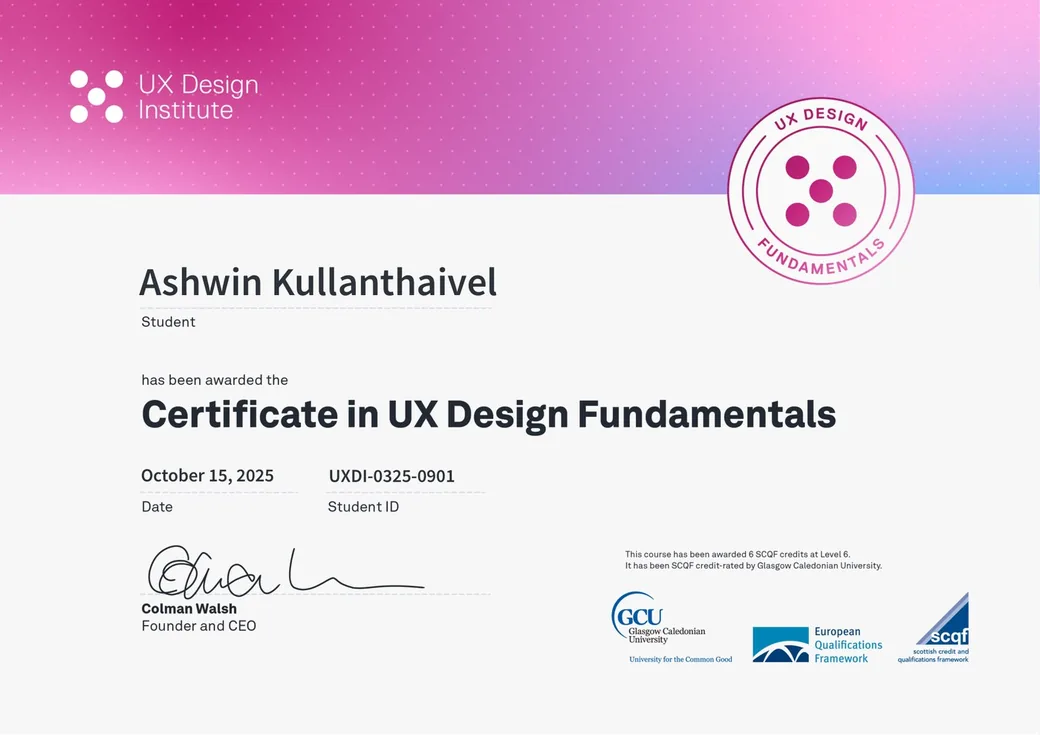 UX Design
Institute
UX DESIGN
FUNDAMENTALS
Ashwin Kullanthaivel
Student
has been awarded the
Certificate in UX Design Fundamentals
October 15, 2025
UXDI-0325-0901
Date
Student ID
Colman Walsh
Founder and CEO
This course has been awarded 6 SCQF credits at Level 6.
It has been SCQF credit-rated by Glasgow Caledonian University.
GCU
Glasgow Caledonian
University
University for the Common Good
European
Qualifications
Framework
scqf
scottish credit and
qualifications framework